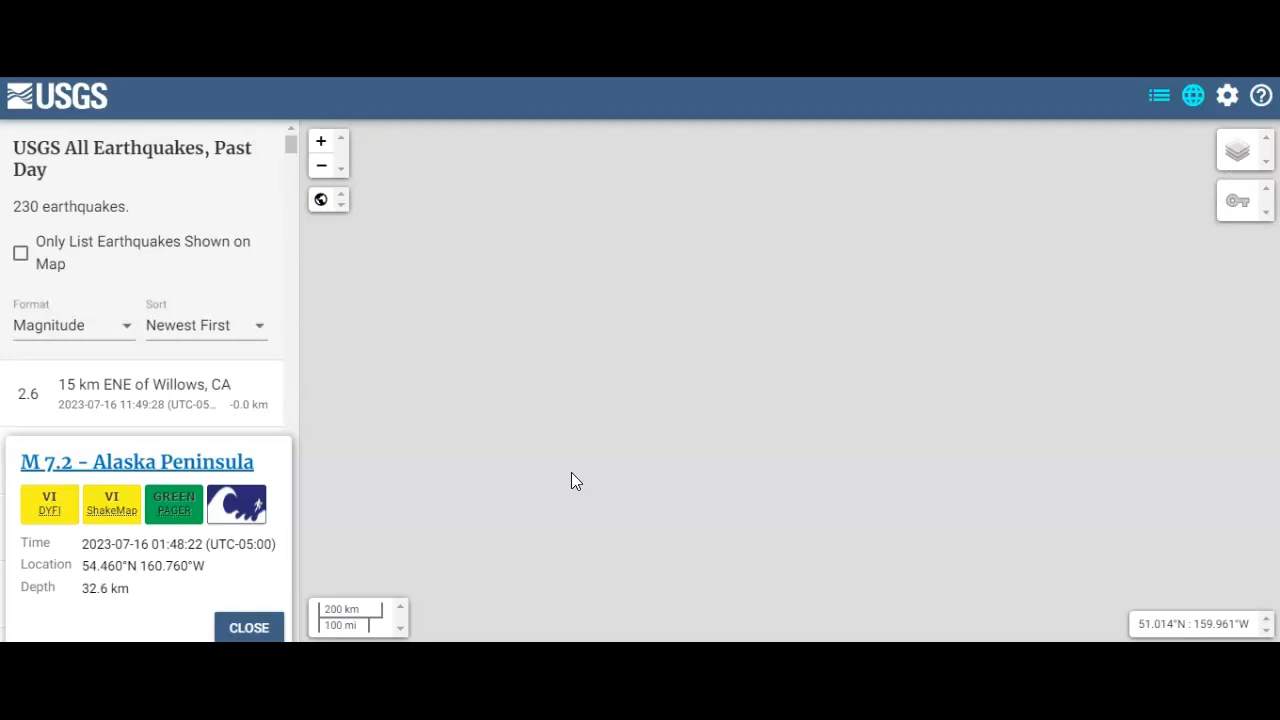 USGS
USGS All Earthquakes, Past
Day
230 earthquakes.
Only List Earthquakes Shown on
Map
Format
Sort
Magnitude
Newest First
2.6
15 km ENE of Willows, CA
2023-07-16 11:49:28 (UTC-05...
-0.0 km
M 7.2 - Alaska Peninsula
VI
DYFI
VI
ShakeMap
GREEN
PAGER
Time
2023-07-16 01:48:22 (UTC-05:00)
Location
54.460°N 160.760°W
Depth
32.6 km
CLOSE
+
−
200 km
100 mi
51.014°N : 159.961°W